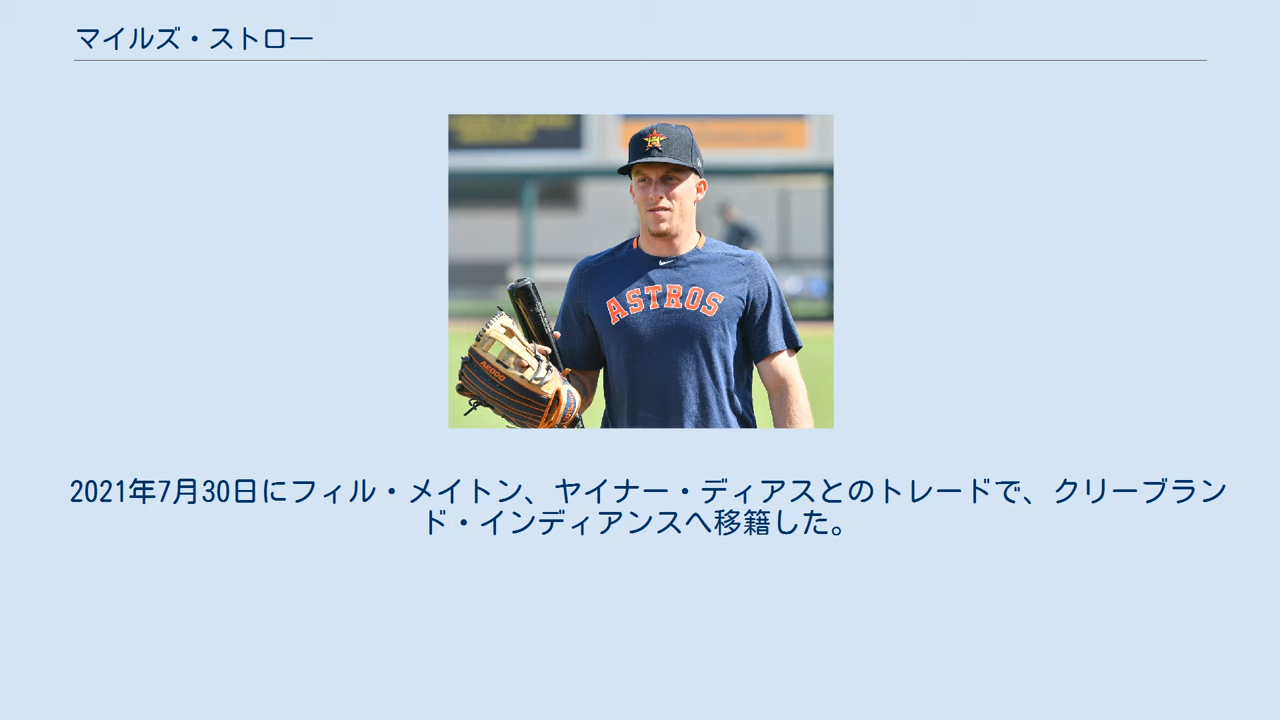 マイルズ・ストロー
ASTROS
A2000
2021年7月30日にフィル・メイトン、ヤイナー・ディアスとのトレードで、クリーブラン
ド・インディアンスへ移籍した。